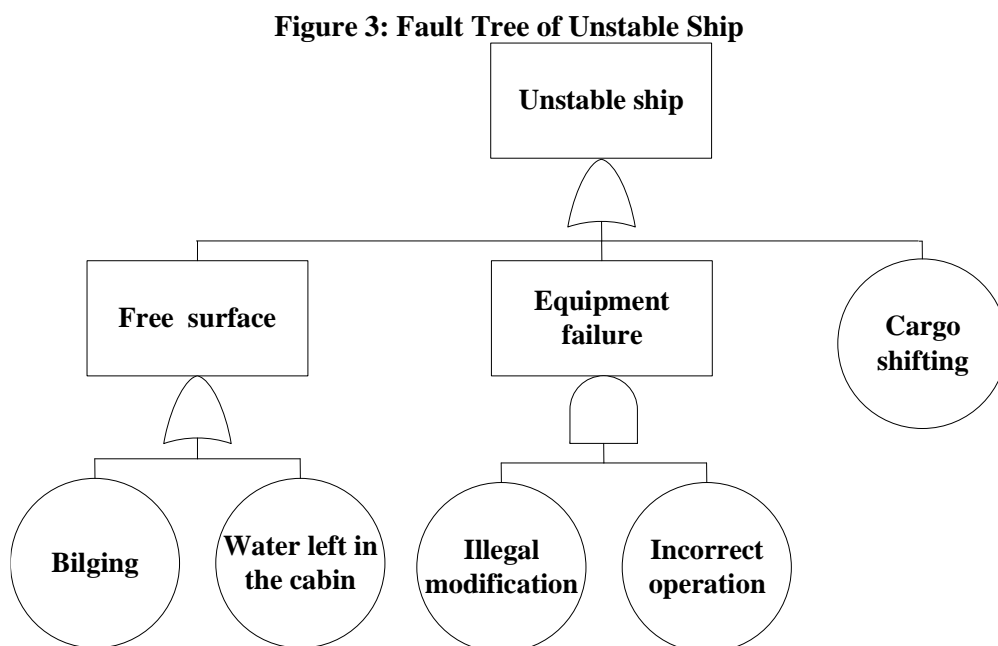 Figure 3: Fault Tree of Unstable Ship
Unstable ship
Free surface
Equipment
failure
Cargo
shifting
Bilging
Water left in
the cabin
Illegal
modification
Incorrect
operation